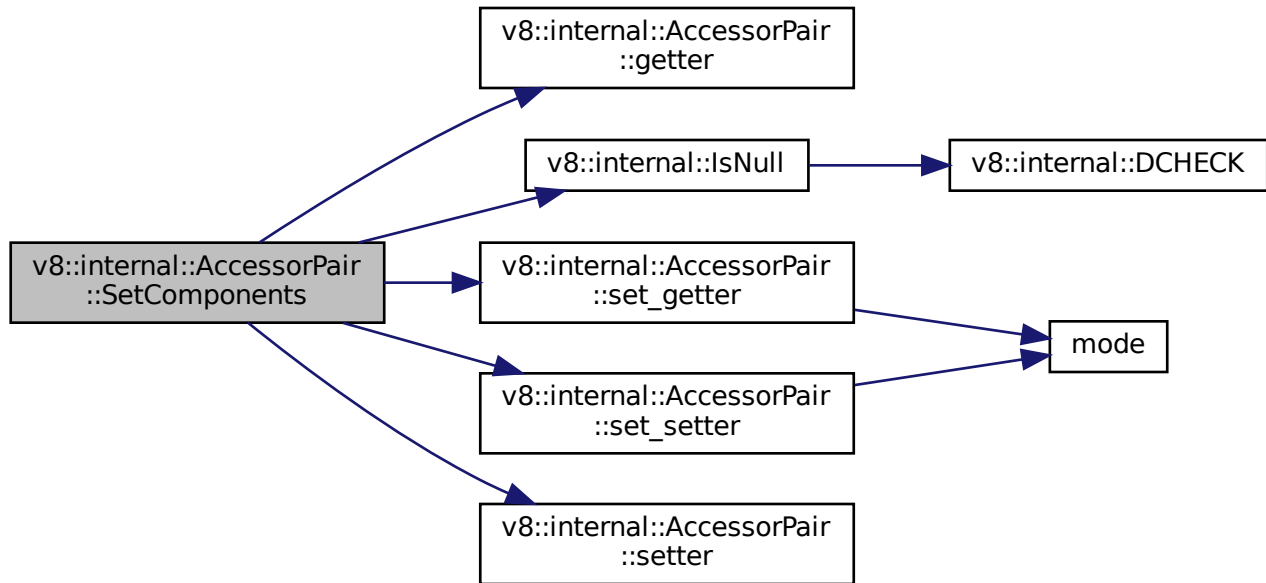 v8::internal::AccessorPair
::getter
v8::internal::IsNull
v8::internal::DCHECK
v8::internal::AccessorPair
::SetComponents
v8::internal::AccessorPair
::set_getter
mode
v8::internal::AccessorPair
::set_setter
v8::internal::AccessorPair
::setter